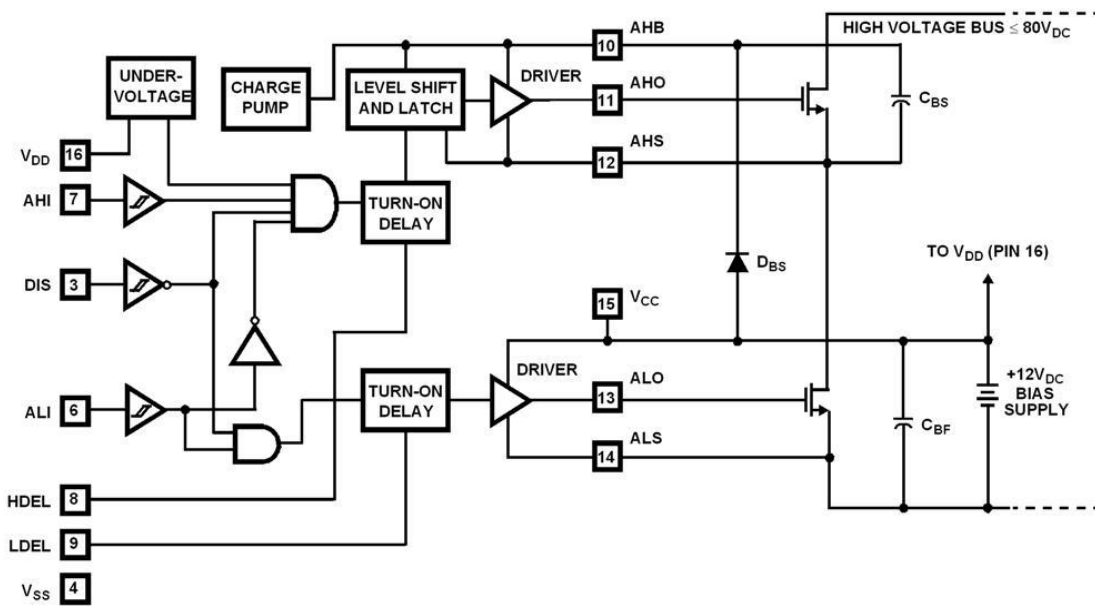 AHB
HIGH VOLTAGE BUS ≤ 80VDC
10
UNDER-
VOLTAGE
CHARGE
PUMP
LEVEL SHIFT
AND LATCH
DRIVER
AHO
11
CBS
AHS
12
VDD
16
AHI
7
TURN-ON
DELAY
DIS
3
DBS
TO VDD (PIN 16)
VCC
15
DRIVER
TURN-ON
DELAY
ALO
13
+12VDC
BIAS
SUPPLY
ALI
6
CBF
ALS
14
HDEL
8
LDEL
9
VSS
4